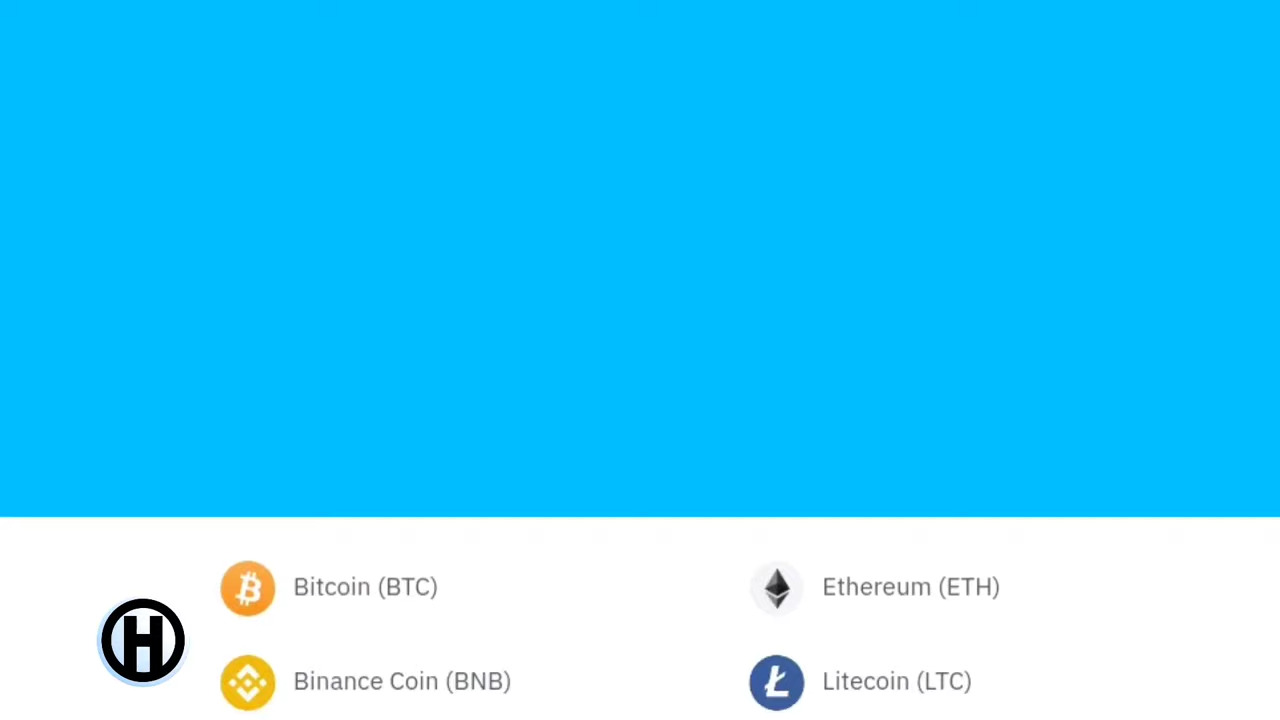 Bitcoin (BTC)
Ethereum (ETH)
H
Binance Coin (BNB)
Litecoin (LTC)